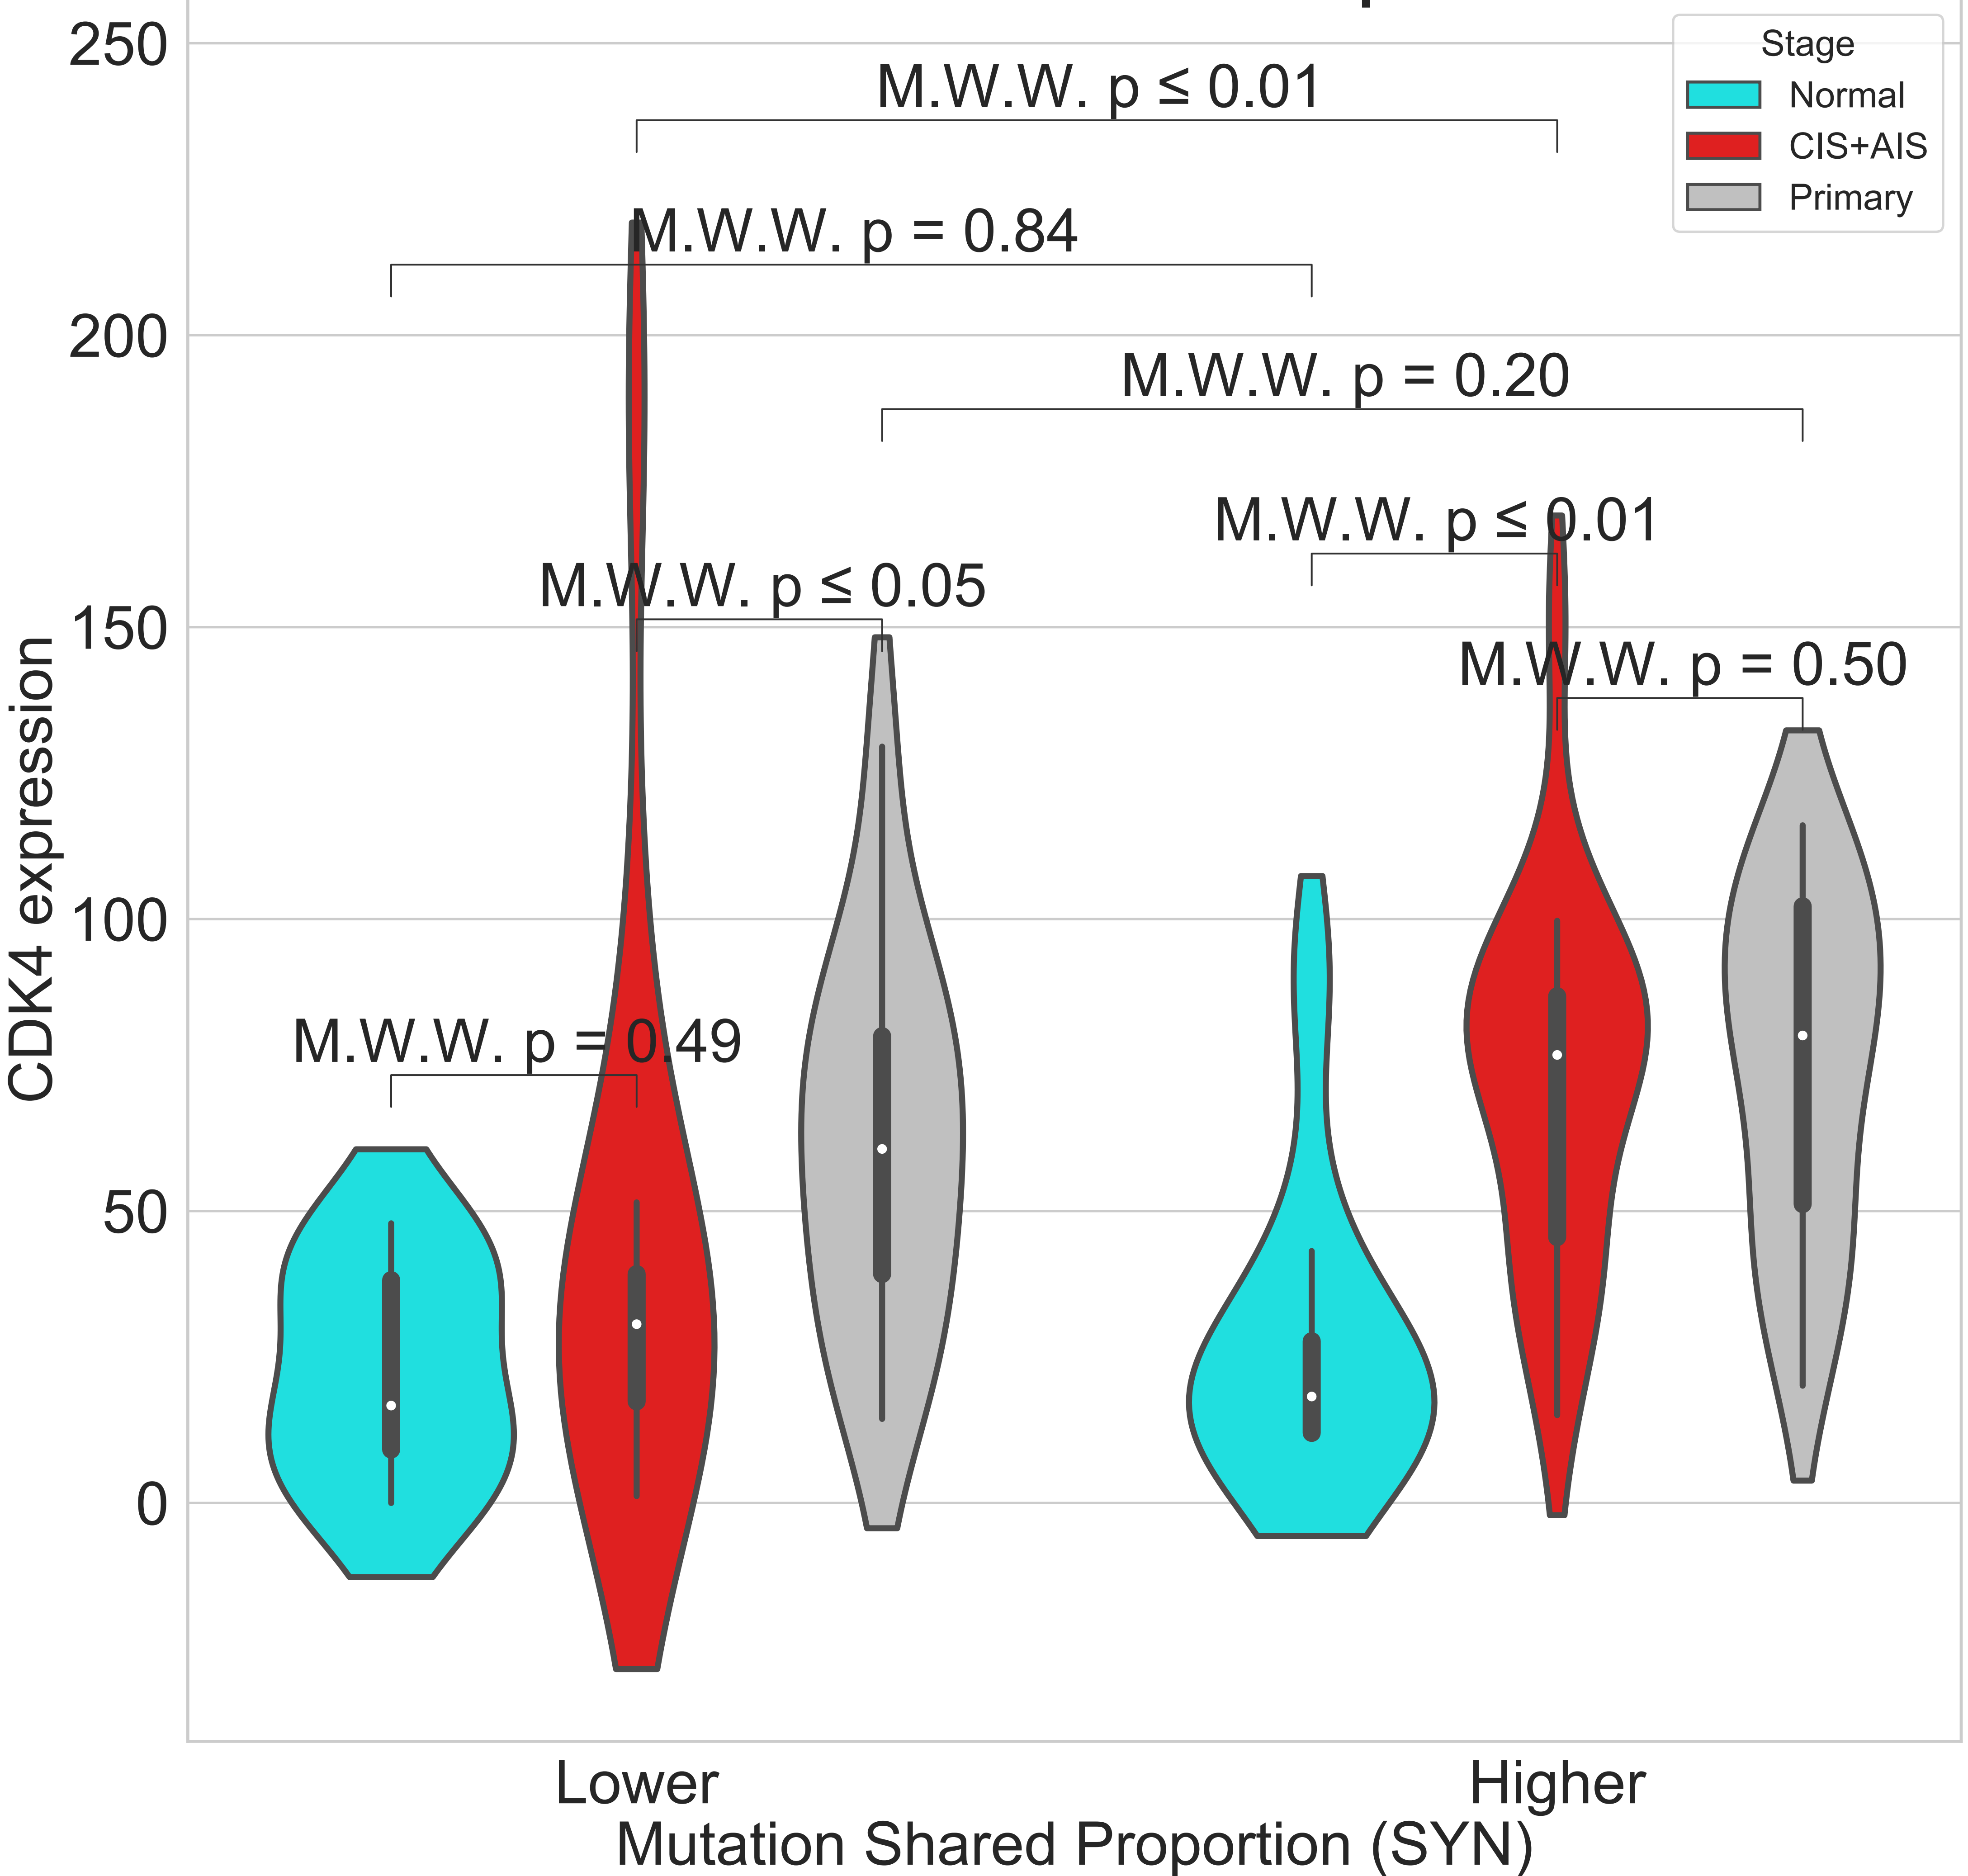 250
200
150
100
50
0
CDK4 expression
Stage
Normal
CIS+AIS
Primary
M.W.W. p ≤ 0.01
M.W.W. p = 0.84
M.W.W. p = 0.20
M.W.W. p ≤ 0.01
M.W.W. p ≤ 0.05
M.W.W. p = 0.50
M.W.W. p = 0.49
Lower
Higher
Mutation Shared Proportion (SYN)